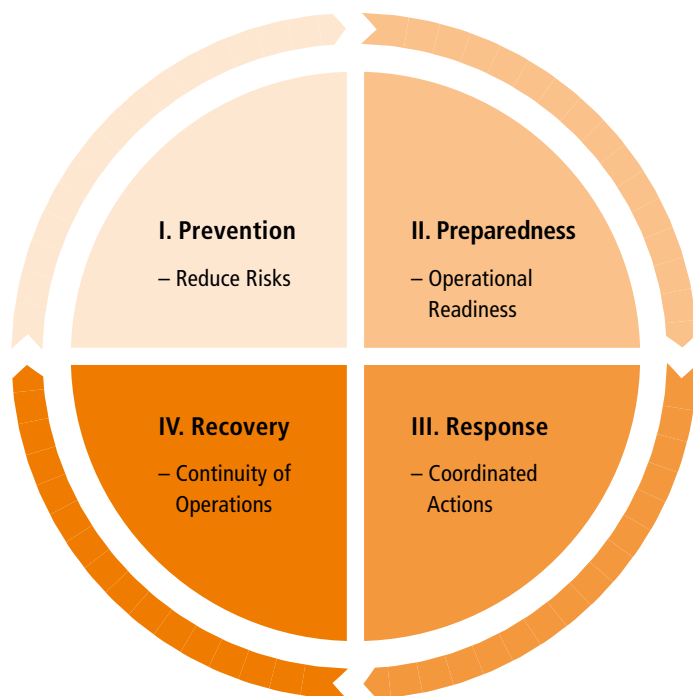 I. Prevention
– Reduce Risks
II. Preparedness
– Operational
Readiness
III. Response
– Coordinated
Actions
IV. Recovery
– Continuity of
Operations